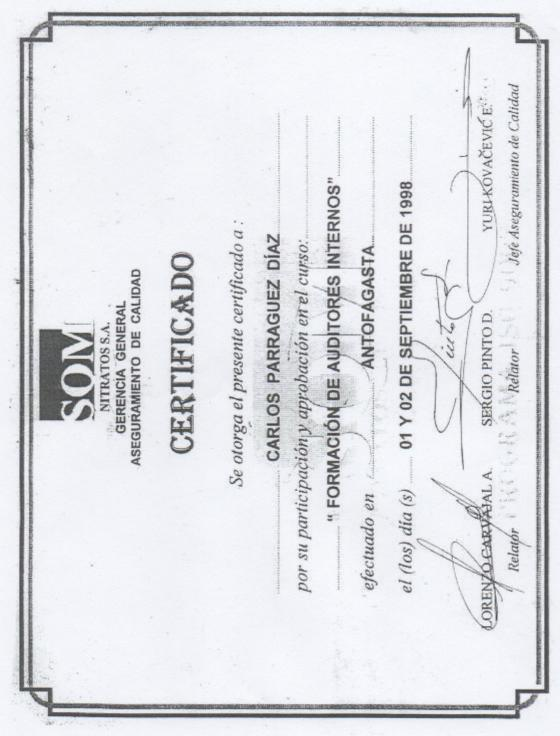 SQM
NITRATOS S.A.
GERENCIA GENERAL
ASEGURAMIENTO DE CALIDAD
CERTIFICADO
Se otorga el presente certificado a :
CARLOS PARRAGUEZ DÍAZ
por su participación y aprobación en el curso:
" FORMACIÓN DE AUDITORES INTERNOS"
efectuado en ANTOFAGASTA
el (los) día (s) 01 Y 02 DE SEPTIEMBRE DE 1998
LORENZO CARVAJAL A. SERGIO PINTO D. YURI KOVAČEVIĆ E.
Relator Relator Jefe Aseguramiento de Calidad